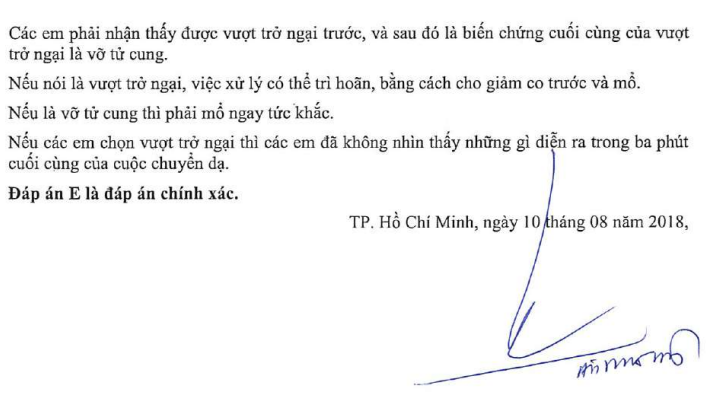 Các em phải nhận thấy được vượt trở ngại trước, và sau đó là biến chứng cuối cùng của vượt
trở ngại là vỡ tử cung.
Nếu nói là vượt trở ngại, việc xử lý có thể trì hoãn, bằng cách cho giảm co trước và mổ.
Nếu là vỡ tử cung thì phải mổ ngay tức khắc.
Nếu các em chọn vượt trở ngại thì các em đã không nhìn thấy những gì diễn ra trong ba phút
cuối cùng của cuộc chuyển dạ.
Đáp án E là đáp án chính xác.
TP. Hồ Chí Minh, ngày 10 tháng 08 năm 2018,